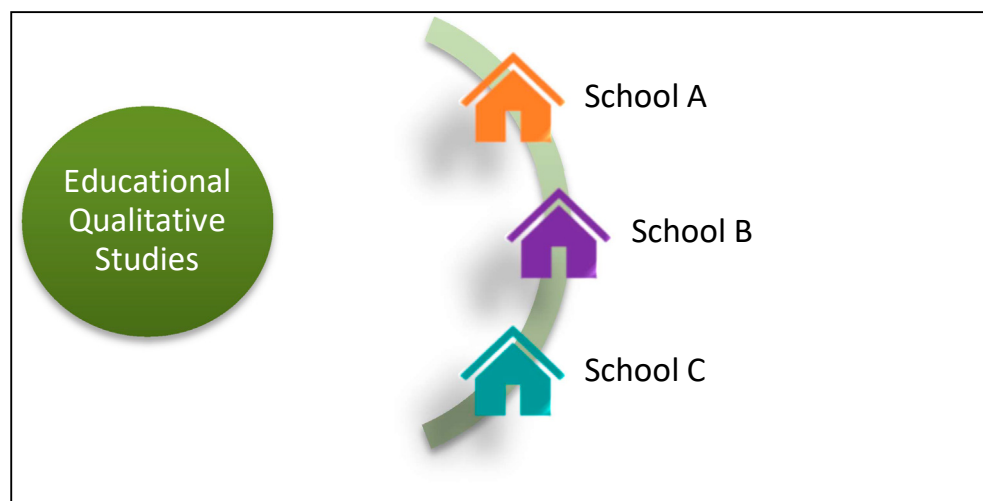 Educational
Qualitative
Studies
School A
School B
School C